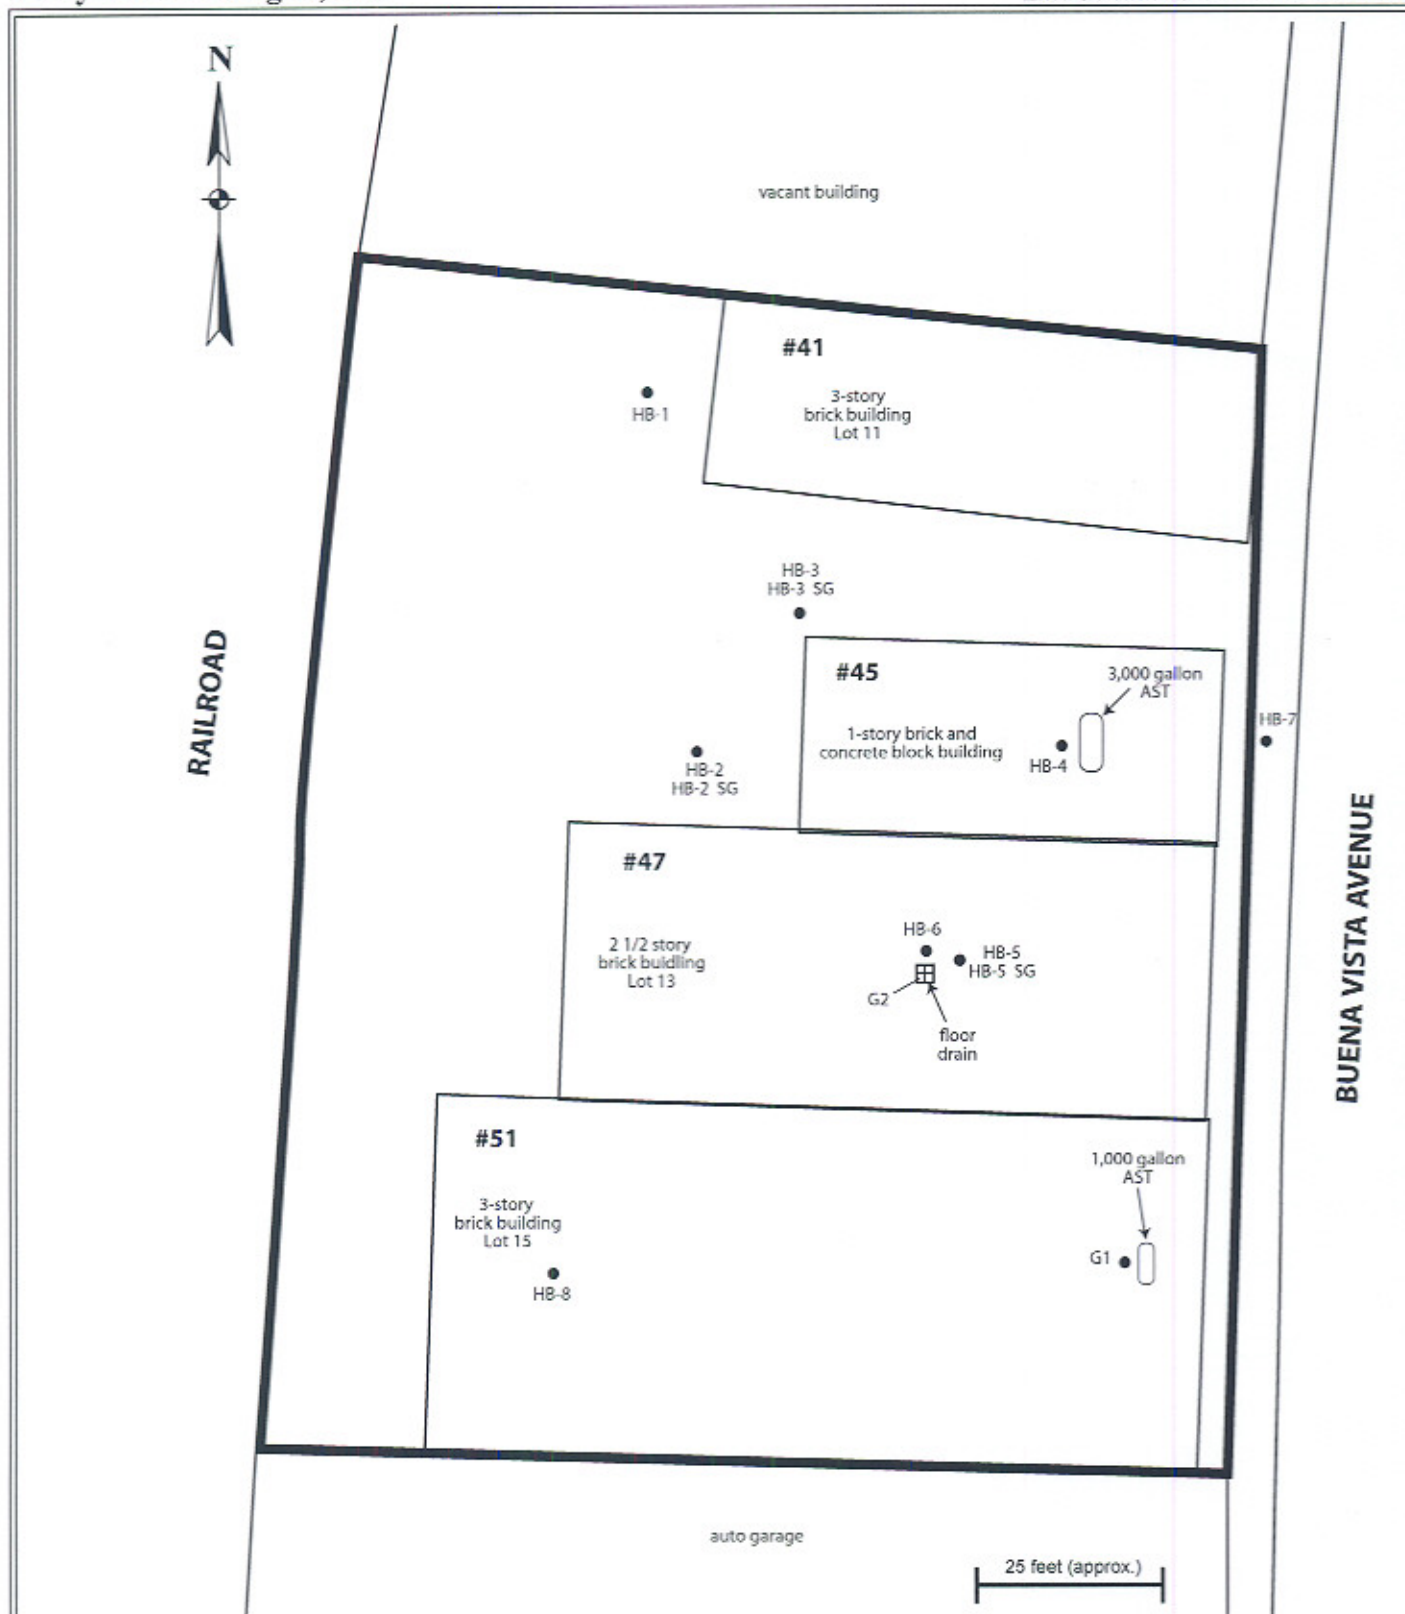 N
vacant building
#41
3-story
brick building
Lot 11
HB-1
HB-3
HB-3 SG
#45
3,000 gallon
AST
1-story brick and
concrete block building
HB-4
HB-7
HB-2
HB-2 SG
RAILROAD
BUENA VISTA AVENUE
#47
2 1/2 story
brick buidling
Lot 13
HB-6
HB-5
HB-5 SG
G2
floor
drain
#51
3-story
brick building
Lot 15
HB-8
1,000 gallon
AST
G1
auto garage
25 feet (approx.)